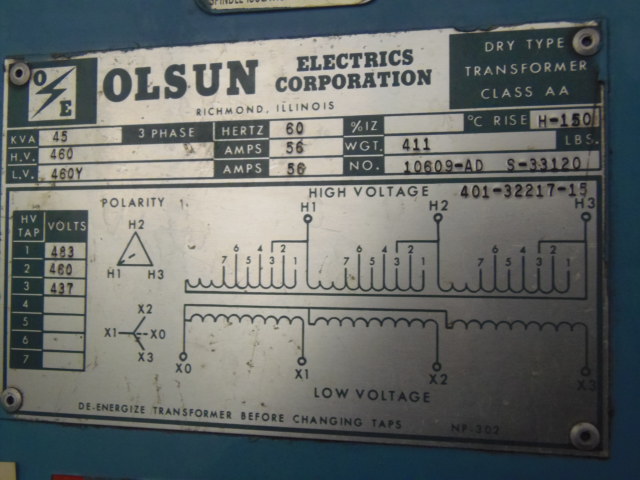 O E OLSUN ELECTRICS CORPORATION
RICHMOND, ILLINOIS
DRY TYPE
TRANSFORMER
CLASS AA
KVA 45 3 PHASE HERTZ 60 %IZ °C RISE H-150
H.V. 460 AMPS 56 WGT. 411 LBS.
L.V. 460Y AMPS 56 NO. 10609-AD S-33120
HIGH VOLTAGE 401-32217-15
POLARITY
H1 H2 H3
HV TAP VOLTS
1 483
2 460
3 437
4
5
6
7
H2
H1 H3
X2
X1 X0
X3
7 6 5 4 3 2 1 7 6 5 4 3 2 1 7 6 5 4 3 2 1
X0 X1 X2 X3
LOW VOLTAGE
DE-ENERGIZE TRANSFORMER BEFORE CHANGING TAPS NP-302